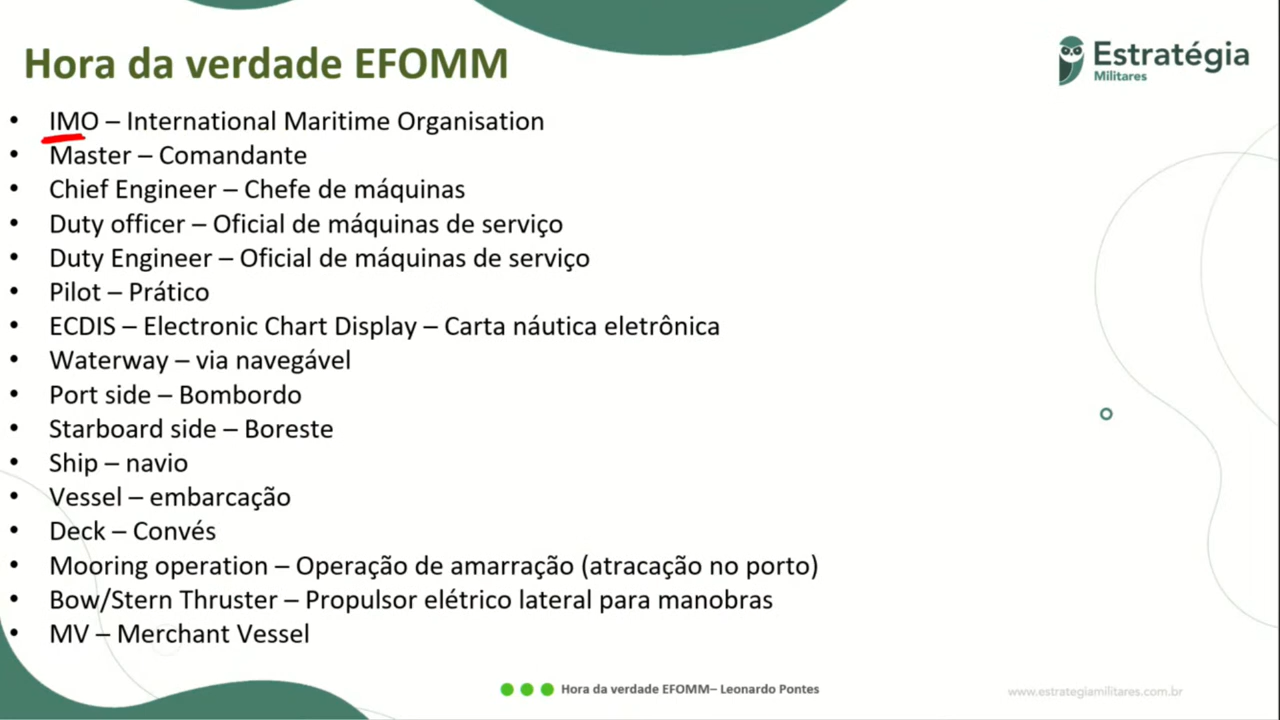 Hora da verdade EFOMM
Estratégia
Militares
• IMO – International Maritime Organisation
• Master – Comandante
• Chief Engineer – Chefe de máquinas
• Duty officer – Oficial de máquinas de serviço
• Duty Engineer – Oficial de máquinas de serviço
• Pilot – Prático
• ECDIS – Electronic Chart Display – Carta náutica eletrônica
• Waterway – via navegável
• Port side – Bombordo
• Starboard side – Boreste
• Ship – navio
• Vessel – embarcação
• Deck – Convés
• Mooring operation – Operação de amarração (atracação no porto)
• Bow/Stern Thruster – Propulsor elétrico lateral para manobras
• MV – Merchant Vessel
Hora da verdade EFOMM– Leonardo Pontes
www.estrategiamilitares.com.br